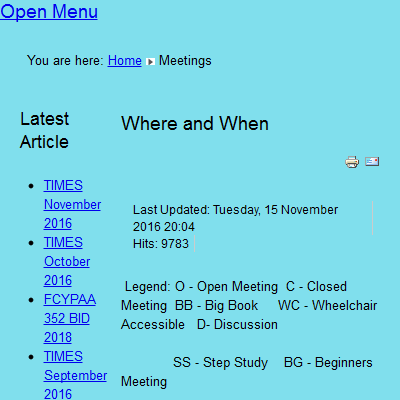 Open Menu
You are here: Home Meetings
Latest
Article
TIMES
November
2016
TIMES
October
2016
FCYPAA
352 BID
2018
TIMES
September
2016
Where and When
Last Updated: Tuesday, 15 November
2016 20:04
Hits: 9783
Legend: O - Open Meeting C - Closed
Meeting BB - Big Book WC - Wheelchair
Accessible D- Discussion
SS - Step Study BG - Beginners
Meeting